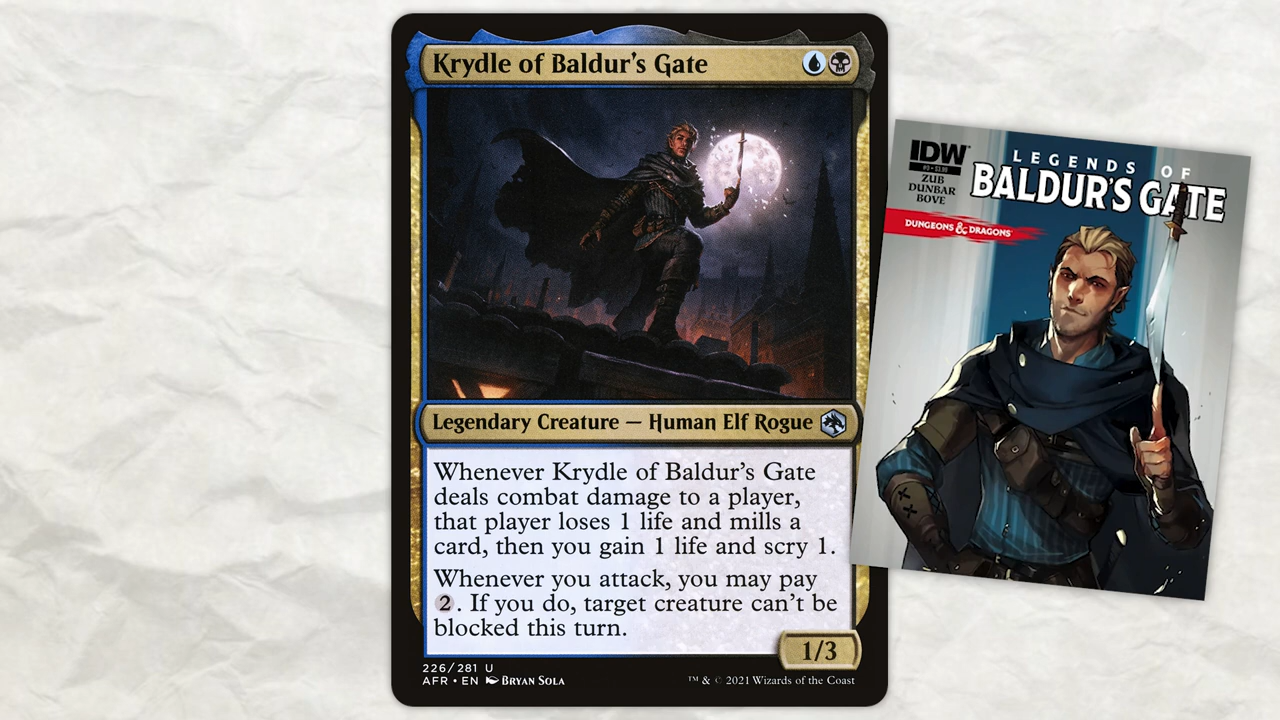 Krydle of Baldur's Gate
Legendary Creature — Human Elf Rogue
Whenever Krydle of Baldur's Gate
deals combat damage to a player,
that player loses 1 life and mills a
card, then you gain 1 life and scry 1.
Whenever you attack, you may pay
2. If you do, target creature can't be
blocked this turn.
1/3
226/281 U
AFR • EN BRYAN SOLA
™ & © 2021 Wizards of the Coast
IDW
#3 • $3.99
ZUB
DUNBAR
BOVE
LEGENDS OF
BALDUR'S GATE
DUNGEONS & DRAGONS